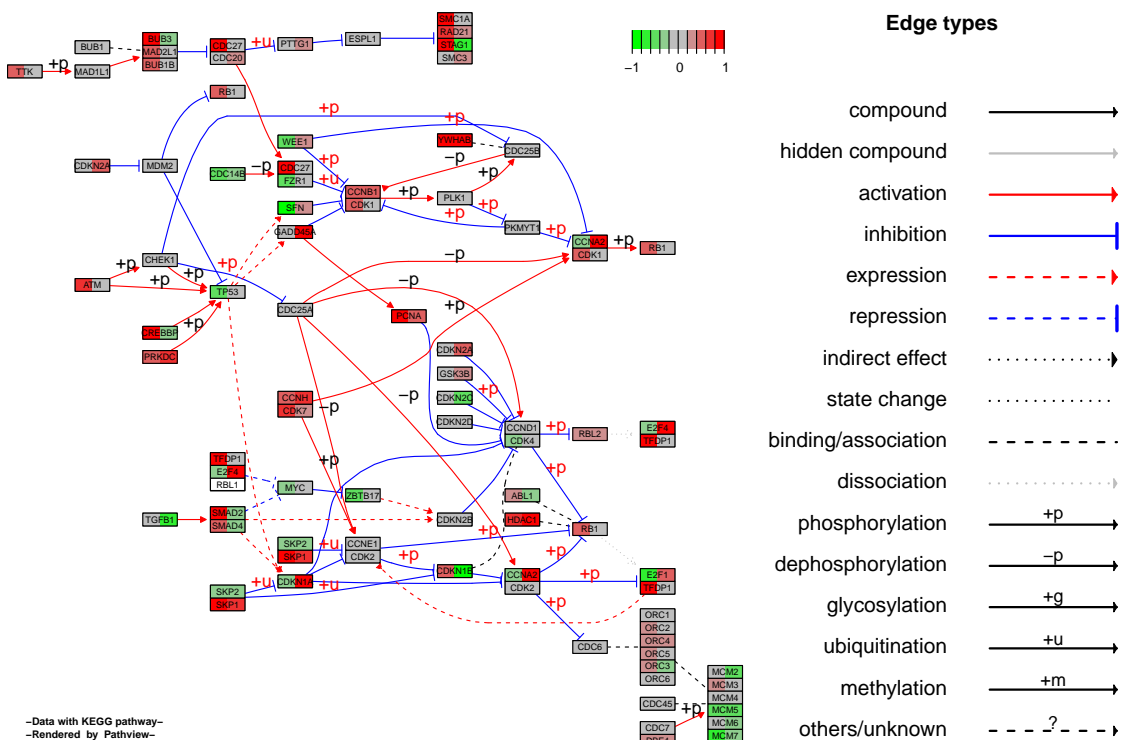 Edge types
SMC1A
RAD21
STAG1
SMC3
BUB1
BUB3
MAD2L1
BUB1B
CDC27
CDC20
+u
PTTG1
ESPL1
−1 0 1
TTK
+p
MAD1L1
RB1
compound
hidden compound
activation
inhibition
expression
repression
indirect effect
state change
binding/association
dissociation
phosphorylation +p
dephosphorylation −p
glycosylation +g
ubiquitination +u
methylation +m
others/unknown ?
+p
+p
WEE1
YWHAB
CDC25B
CDKN2A
MDM2
+p
−p
CDC14B
−p
CDC27
FZR1
+u
+p
CCNB1
CDK1
+p
PLK1
+p
SFN
GADD45A
PKMYT1
+p
CCNA2
CDK1
+p
RB1
CHEK1
+p
+p
+p
−p
ATM
+p
TP53
−p
CDC25A
PCNA
CREBBP
+p
PRKDC
CDKN2A
GSK3B
+p
CDKN2C
CDKN2D
CCNH
CDK7
−p
−p
CCND1
CDK4
+p
RBL2
E2F4
TFDP1
TFDP1
E2F4
RBL1
+p
+p
MYC
ZBTB17
ABL1
TGFB1
SMAD2
SMAD4
CDKN2B
HDAC1
RB1
SKP2
SKP1
+u
CCNE1
CDK2
+p
+p
CDKN1B
CCNA2
CDK2
+p
E2F1
TFDP1
+u
CDKN1A
+u
SKP2
SKP1
+p
CDC6
ORC1
ORC2
ORC4
ORC5
ORC3
ORC6
MCM2
MCM3
MCM4
MCM5
MCM6
MCM7
CDC45
+p
CDC7
−Data with KEGG pathway−
−Rendered by Pathview−